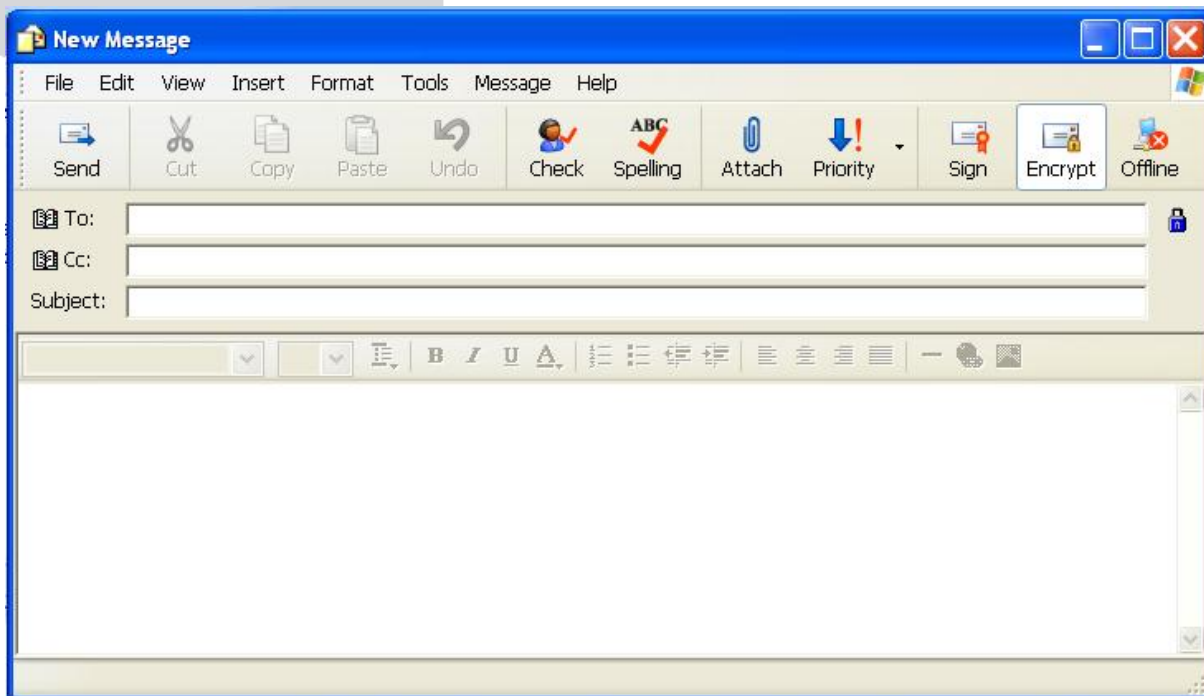 New Message
File Edit View Insert Format Tools Message Help
ABC
Send Cut Copy Paste Undo Check Spelling Attach Priority Sign Encrypt Offline
To:
Cc:
Subject:
B I U A